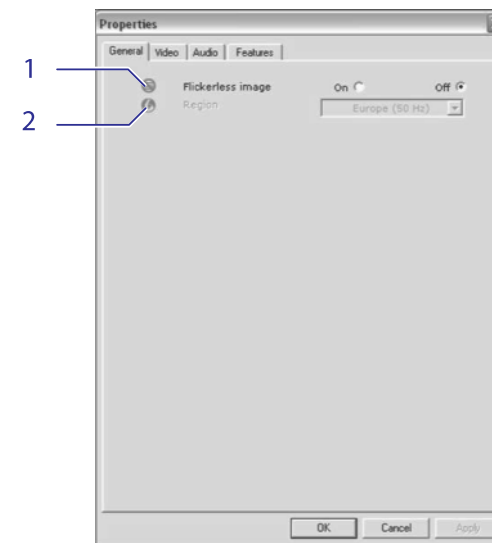 Properties
General Video Audio Features
1
Flickerless image On Off
2
Region Europe (50 Hz)
OK Cancel Apply